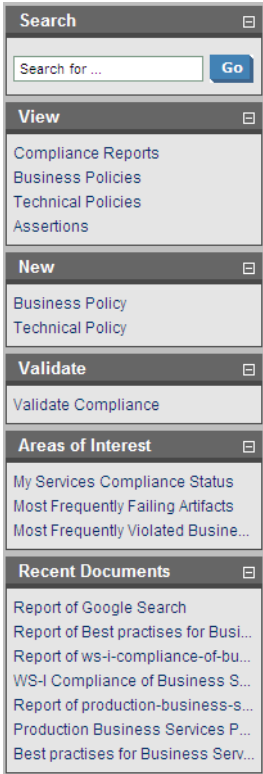 Search
Search for ...
Go
View
Compliance Reports
Business Policies
Technical Policies
Assertions
New
Business Policy
Technical Policy
Validate
Validate Compliance
Areas of Interest
My Services Compliance Status
Most Frequently Failing Artifacts
Most Frequently Violated Busine...
Recent Documents
Report of Google Search
Report of Best practises for Busi...
Report of ws-i-compliance-of-bu...
WS-I Compliance of Business S...
Report of production-business-s...
Production Business Services P...
Best practises for Business Serv...